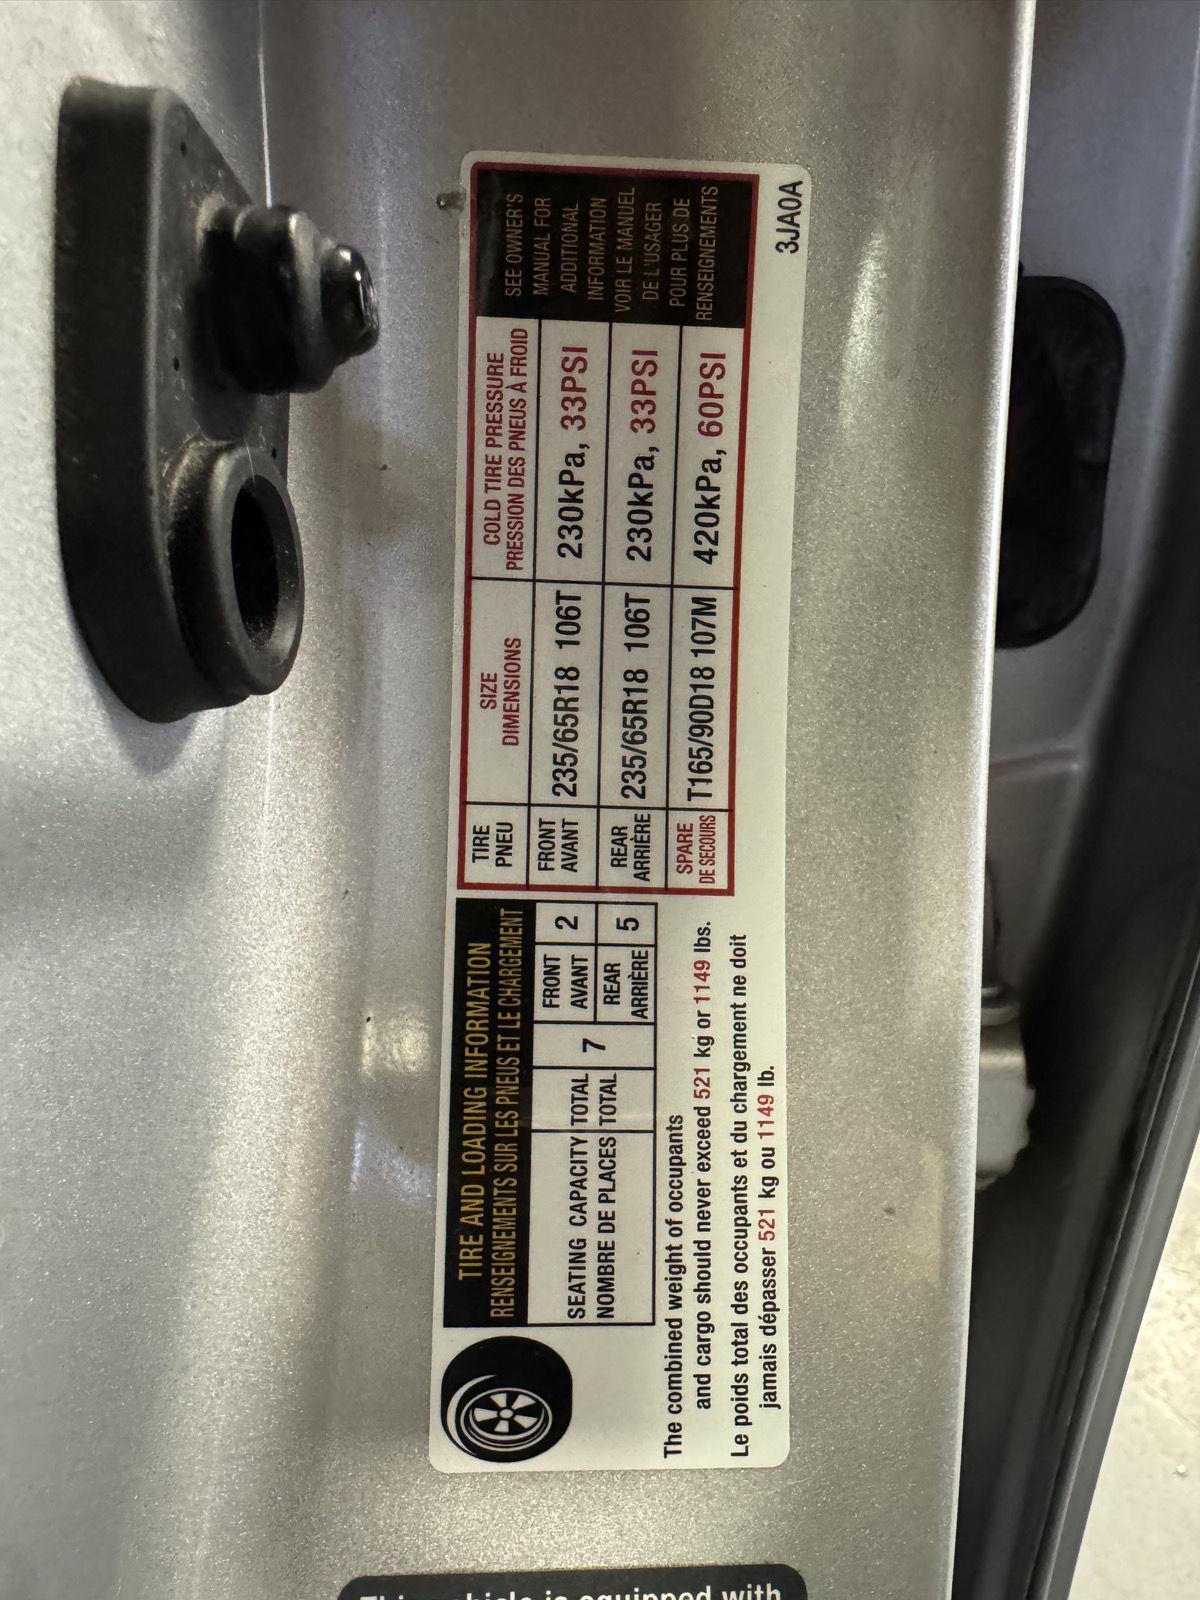 TIRE AND LOADING INFORMATION
RENSEIGNEMENTS SUR LES PNEUS ET LE CHARGEMENT
SEATING CAPACITY
NOMBRE DE PLACES
TOTAL
TOTAL
7
FRONT
AVANT
2
REAR
ARRIÈRE
5
The combined weight of occupants
and cargo should never exceed 521 kg or 1149 lbs.
Le poids total des occupants et du chargement ne doit
jamais dépasser 521 kg ou 1149 lb.
TIRE
PNEU
SIZE
DIMENSIONS
COLD TIRE PRESSURE
PRESSION DES PNEUS À FROID
FRONT
AVANT
235/65R18 106T
230kPa, 33PSI
REAR
ARRIÈRE
235/65R18 106T
230kPa, 33PSI
SPARE
DE SECOURS
T165/90D18 107M
420kPa, 60PSI
SEE OWNER'S
MANUAL FOR
ADDITIONAL
INFORMATION
VOIR LE MANUEL
DE L'USAGER
POUR PLUS DE
RENSEIGNEMENTS
3JA0A
This vehicle is equipped with